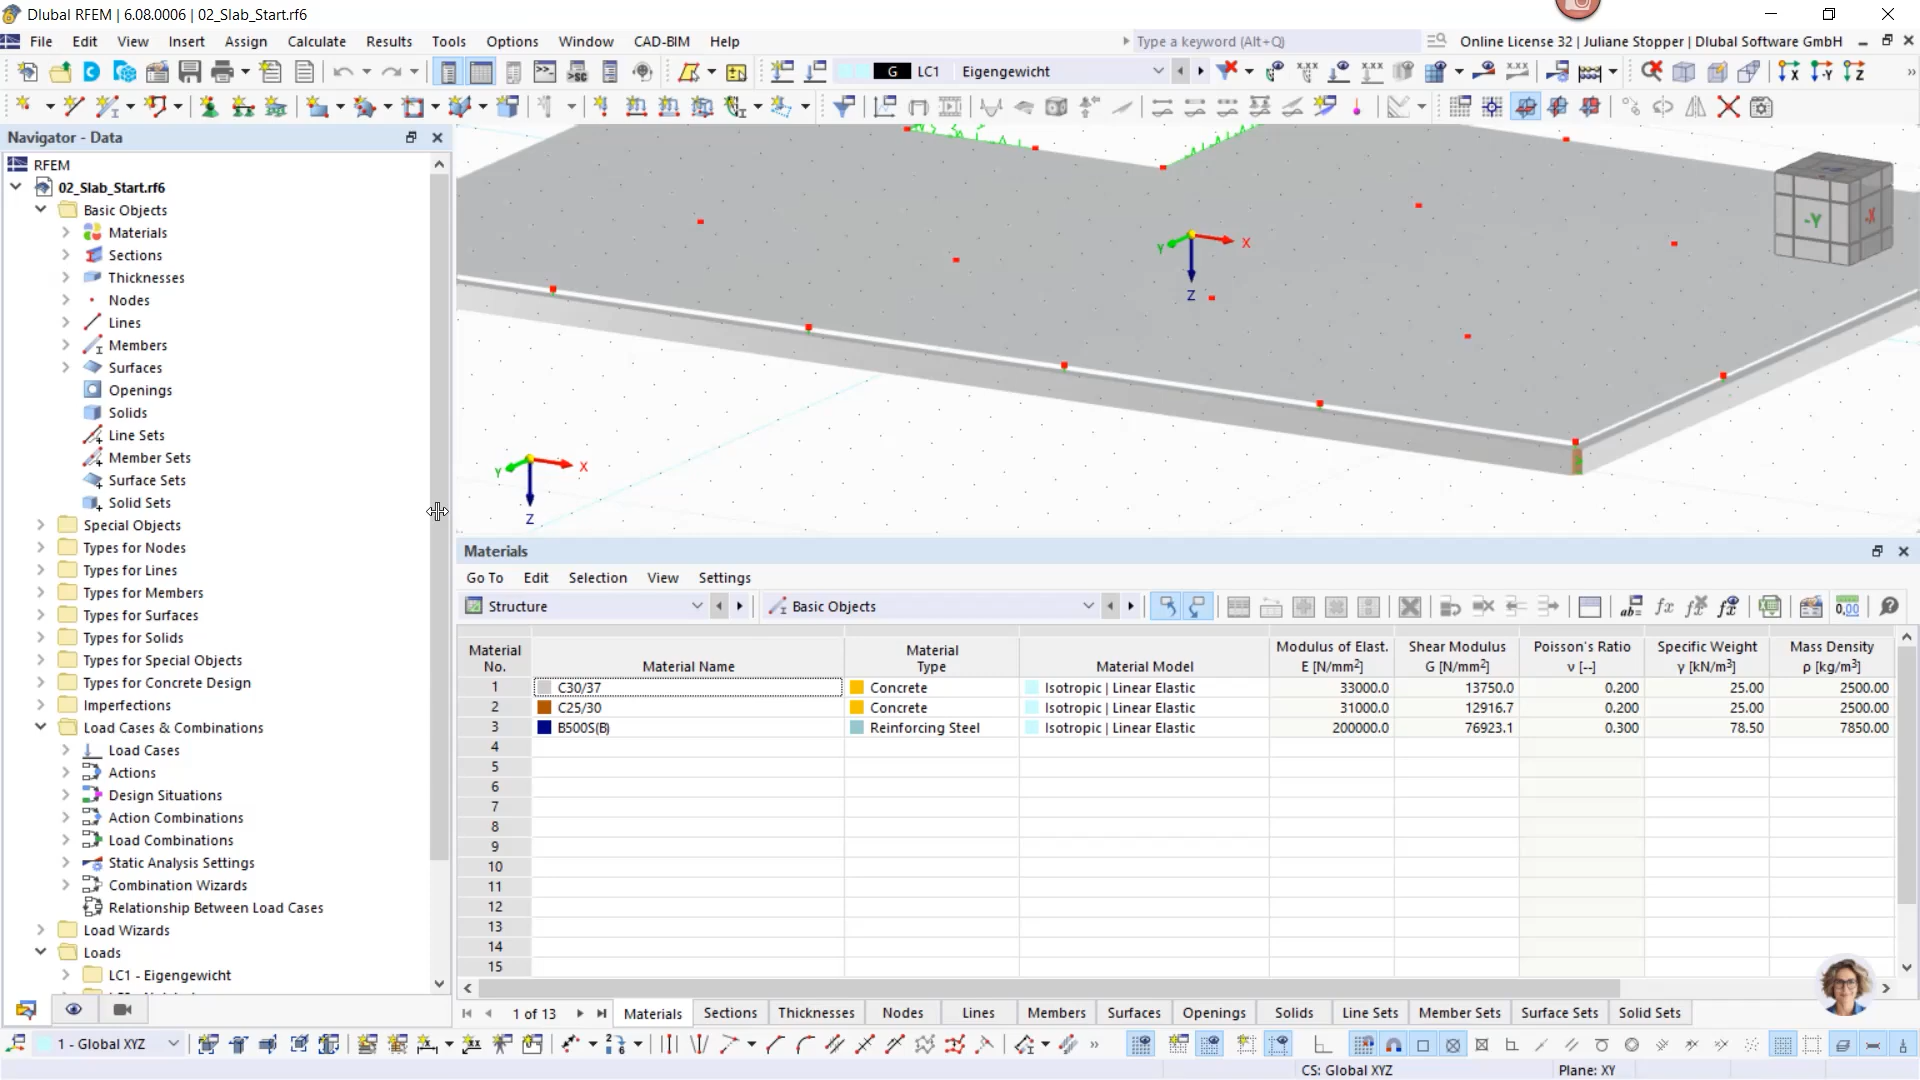 Dlubal RFEM | 6.08.0006 | 02_Slab_Start.rf6
File Edit View Insert Assign Calculate Results Tools Options Window CAD-BIM Help
Type a keyword (Alt+Q)
Online License 32 | Juliane Stopper | Dlubal Software GmbH
G LC1 Eigengewicht
Navigator - Data
RFEM
02_Slab_Start.rf6
Basic Objects
Materials
Sections
Thicknesses
Nodes
Lines
Members
Surfaces
Openings
Solids
Line Sets
Member Sets
Surface Sets
Solid Sets
Special Objects
Types for Nodes
Types for Lines
Types for Members
Types for Surfaces
Types for Solids
Types for Special Objects
Types for Concrete Design
Imperfections
Load Cases & Combinations
Load Cases
Actions
Design Situations
Action Combinations
Load Combinations
Static Analysis Settings
Combination Wizards
Relationship Between Load Cases
Load Wizards
Loads
LC1 - Eigengewicht
Y X
Z
Y X
Z
-Y -X
Materials
Go To Edit Selection View Settings
Structure Basic Objects
Material No. Material Name Material Type Material Model Modulus of Elast. E [N/mm²] Shear Modulus G [N/mm²] Poisson's Ratio ν [--] Specific Weight γ [kN/m³] Mass Density ρ [kg/m³]
1 C30/37 Concrete Isotropic | Linear Elastic 33000.0 13750.0 0.200 25.00 2500.00
2 C25/30 Concrete Isotropic | Linear Elastic 31000.0 12916.7 0.200 25.00 2500.00
3 B500S(B) Reinforcing Steel Isotropic | Linear Elastic 200000.0 76923.1 0.300 78.50 7850.00
4
5
6
7
8
9
10
11
12
13
14
15
1 of 13 Materials Sections Thicknesses Nodes Lines Members Surfaces Openings Solids Line Sets Member Sets Surface Sets Solid Sets
1 - Global XYZ
CS: Global XYZ Plane: XY